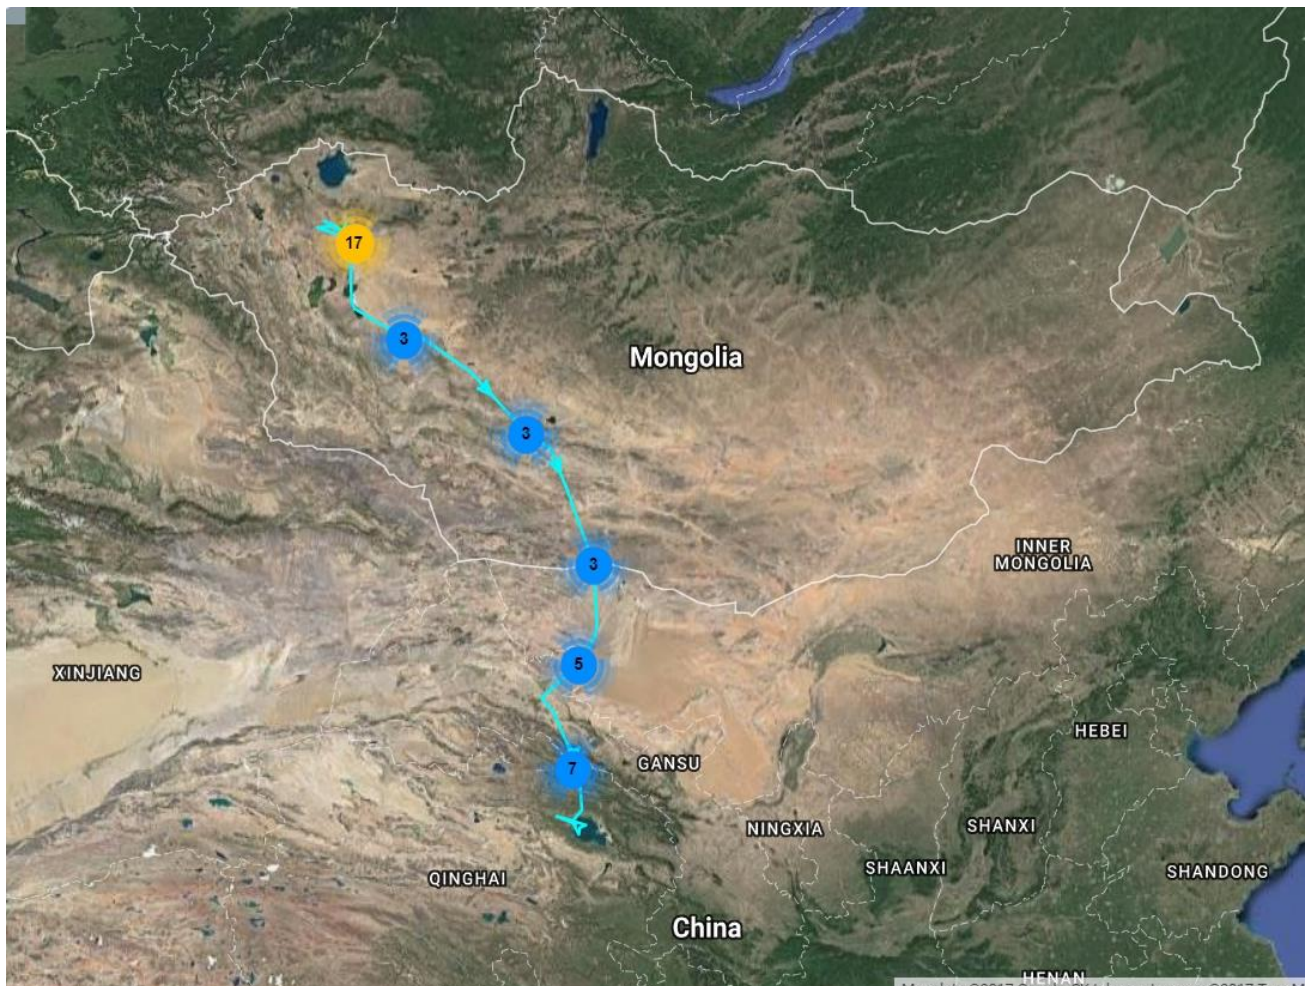 17
3
Mongolia
3
INNER
MONGOLIA
3
5
XINJIANG
HEBEI
GANSU
7
NINGXIA
SHANXI
SHAANXI
SHANDONG
QINGHAI
China
HENAN